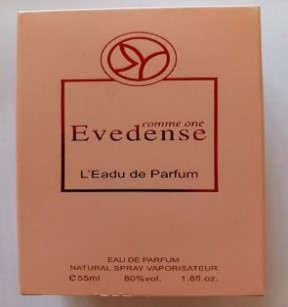 comme one
Evedense
L'Eadu de Parfum
EAU DE PARFUM
NATURAL SPRAY VAPORISATEUR
℮55ml 80%vol. 1.8fl.oz.